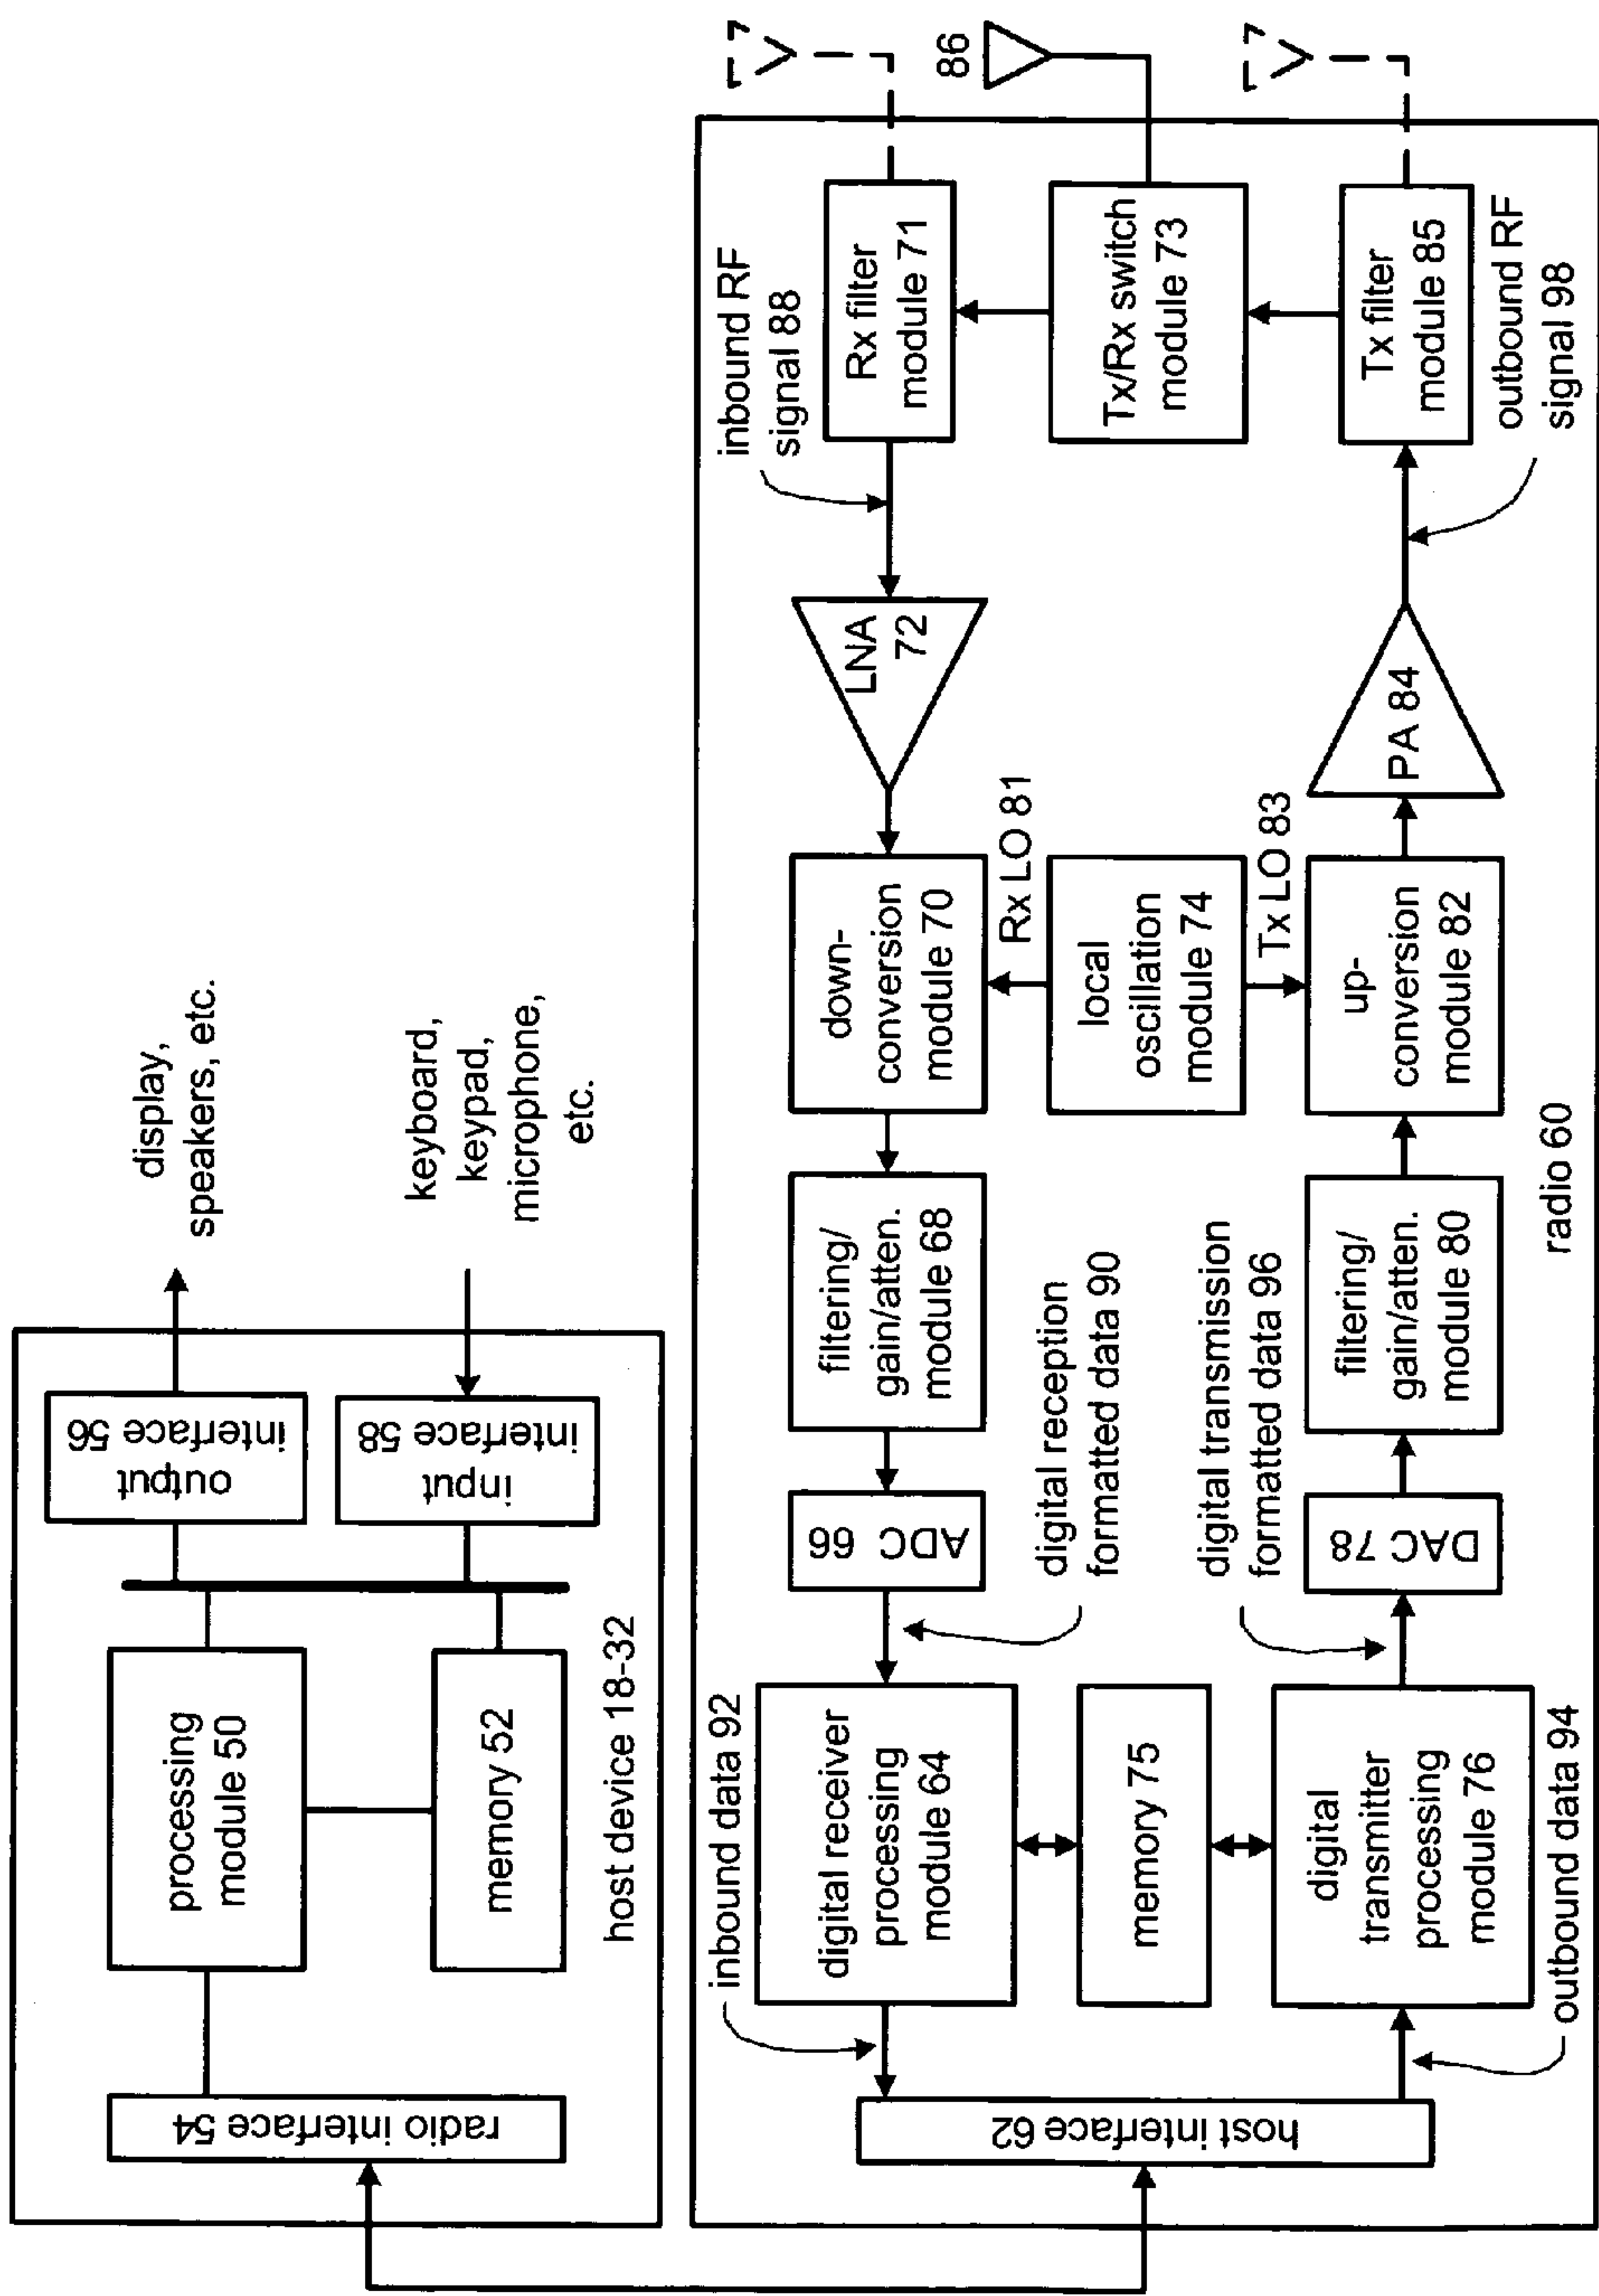 radio interface 54
processing
module 50
memory 52
output
interface 56
input
interface 58
display,
speakers, etc.
keyboard,
keypad,
microphone,
etc.
host device 18-32
host interface 62
inbound data 92
digital receiver
processing
module 64
memory 75
digital
transmitter
processing
module 76
outbound data 94
ADC 66
digital reception
formatted data 90
digital transmission
formatted data 96
DAC 78
filtering/
gain/atten.
module 68
filtering/
gain/atten.
module 80
down-
conversion
module 70
Rx LO 81
local
oscillation
module 74
Tx LO 83
up-
conversion
module 82
radio 60
LNA
72
PA 84
inbound RF
signal 88
Rx filter
module 71
Tx/Rx switch
module 73
Tx filter
module 85
outbound RF
signal 98
86